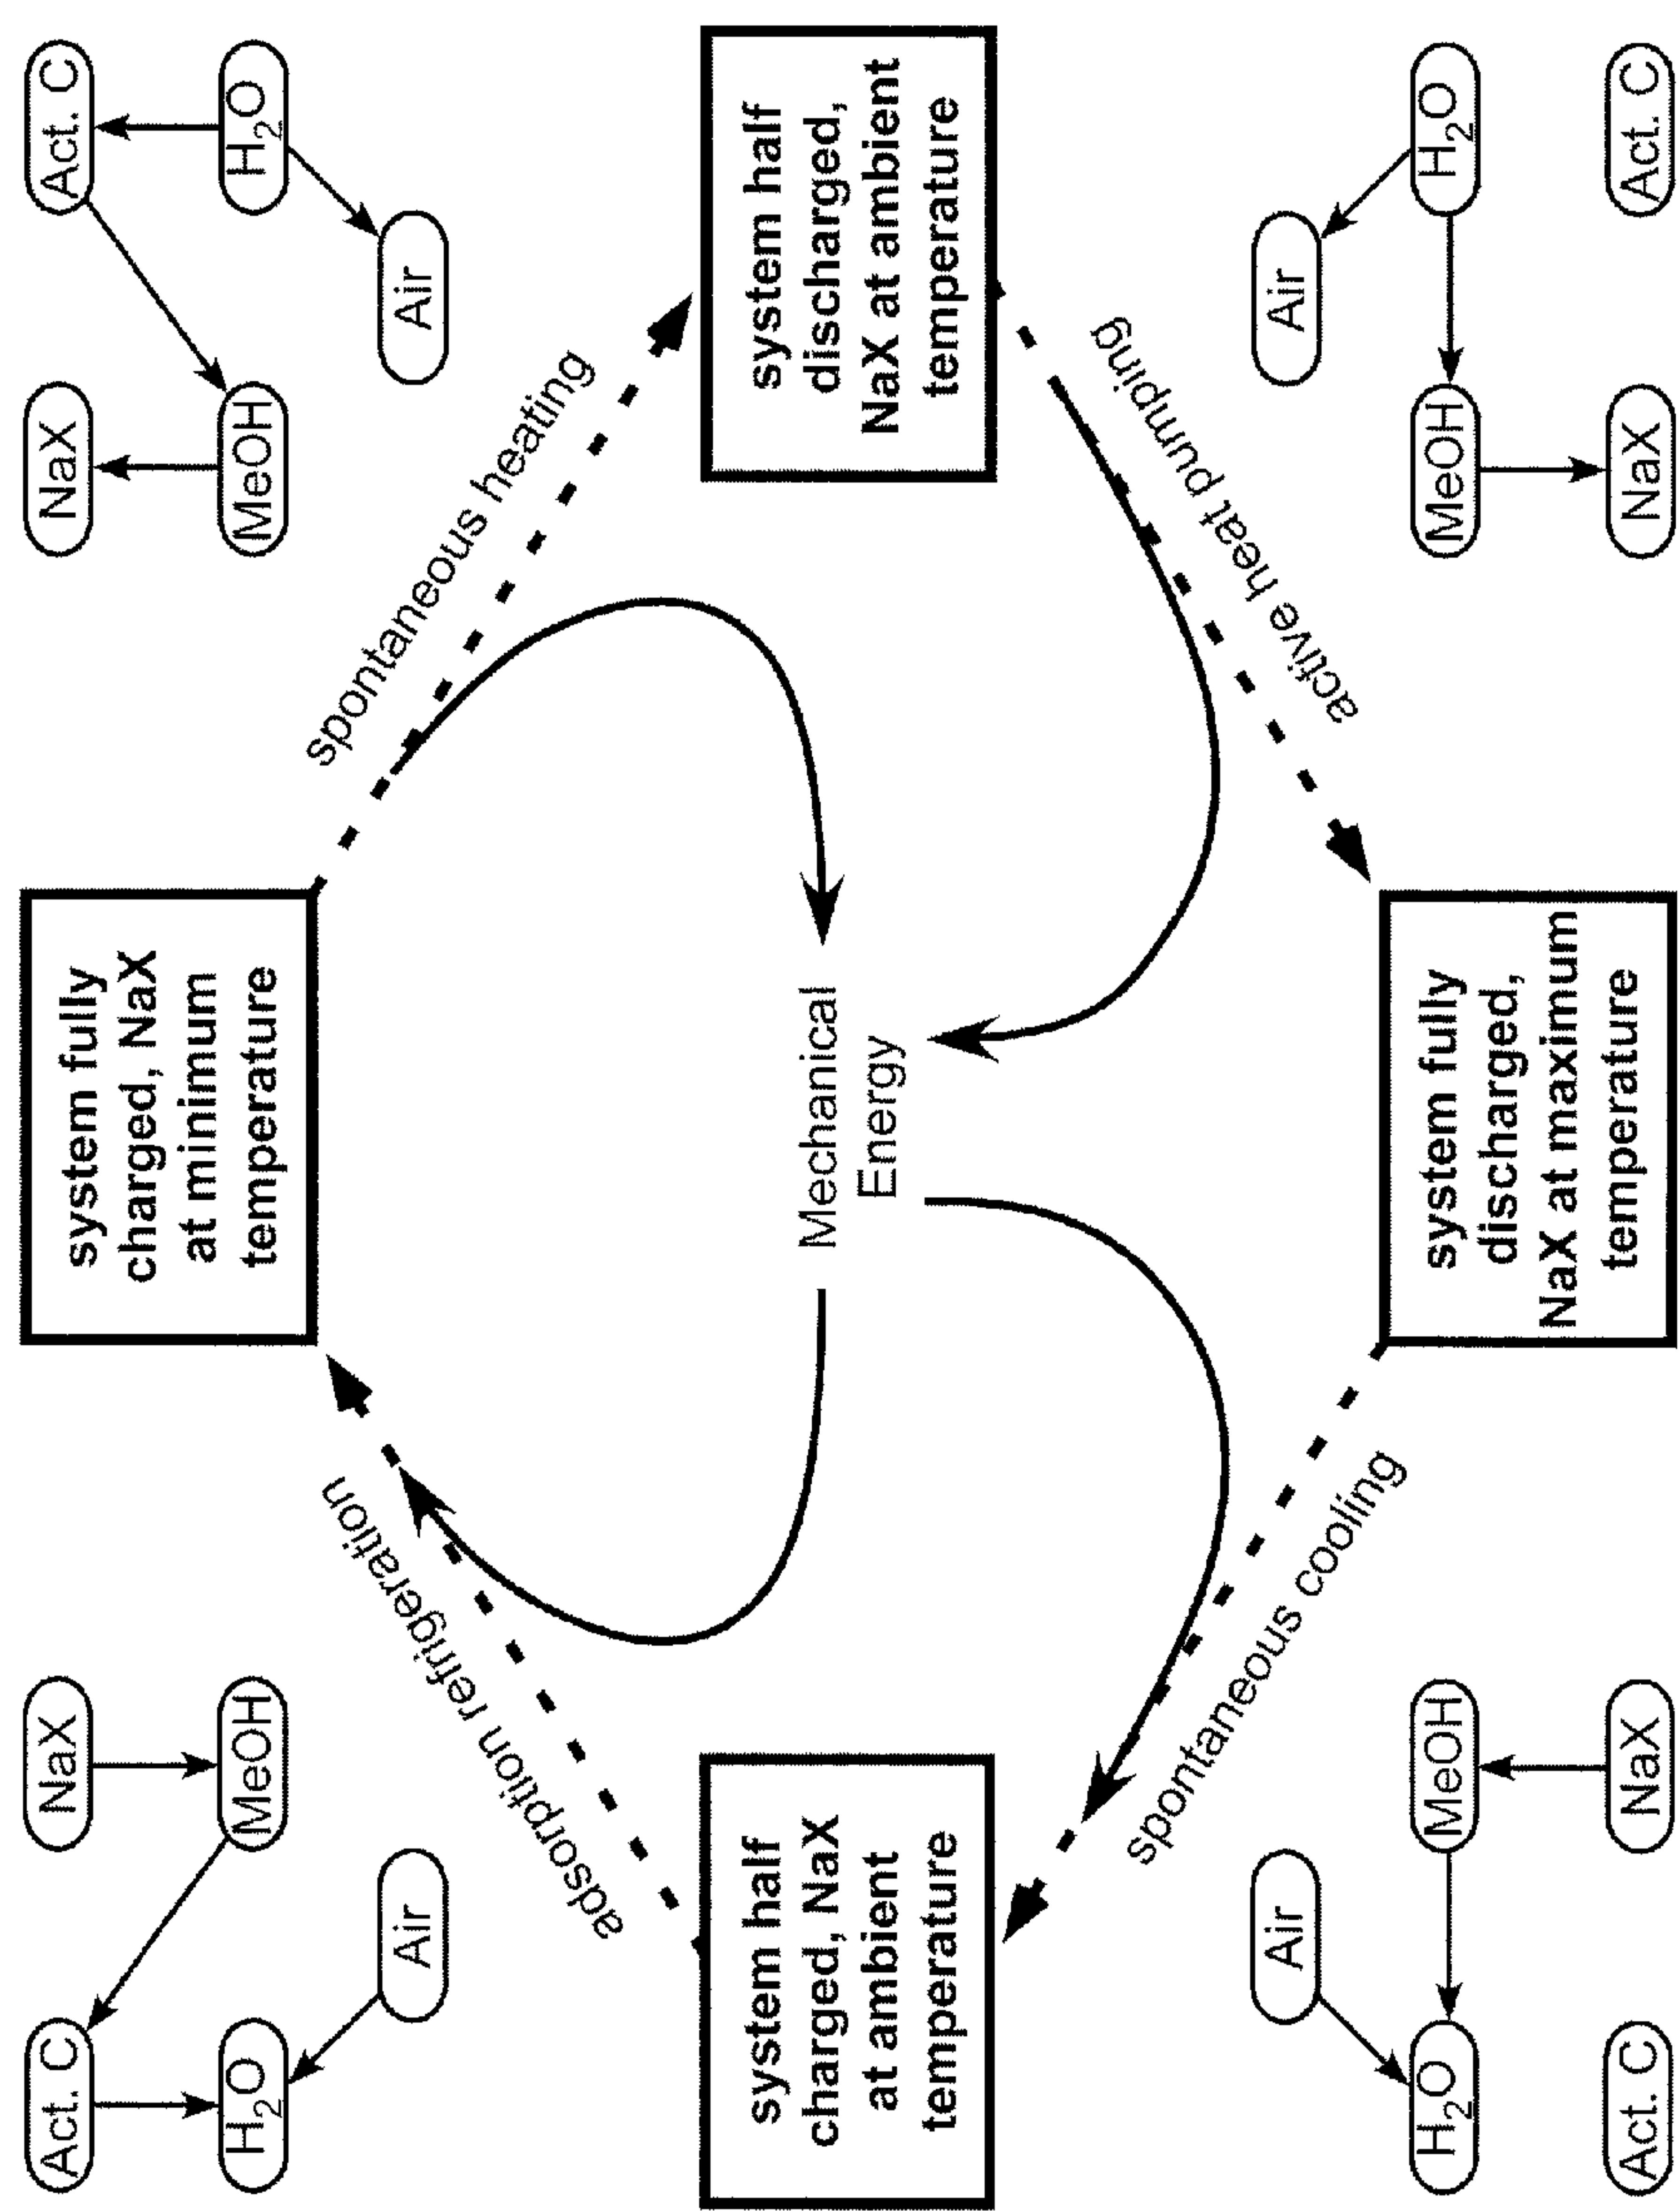 Act. C
NaX
H₂O
MeOH
Air
system fully
charged, NaX
at minimum
temperature
NaX
Act. C
MeOH
H₂O
Air
adsorption refrigeration
spontaneous heating
system half
charged, NaX
at ambient
temperature
Mechanical
Energy
system half
discharged,
NaX at ambient
temperature
spontaneous cooling
active heat pumping
Air
H₂O
MeOH
Act. C
NaX
system fully
discharged,
NaX at maximum
temperature
Air
MeOH
H₂O
NaX
Act. C